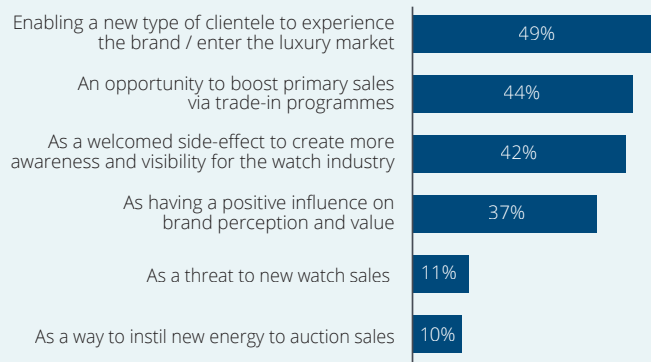 Enabling a new type of clientele to experience
the brand / enter the luxury market
49%
An opportunity to boost primary sales
via trade-in programmes
44%
As a welcomed side-effect to create more
awareness and visibility for the watch industry
42%
As having a positive influence on
brand perception and value
37%
As a threat to new watch sales
11%
As a way to instil new energy to auction sales
10%